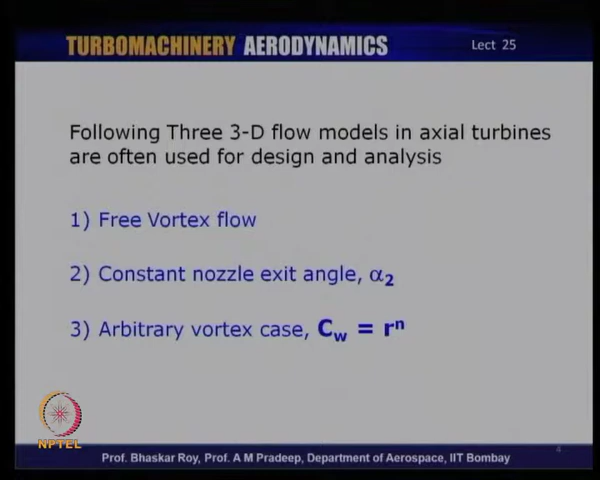 TURBOMACHINERY AERODYNAMICS
Lect 25
Following Three 3-D flow models in axial turbines
are often used for design and analysis
1) Free Vortex flow
2) Constant nozzle exit angle, α₂
3) Arbitrary vortex case, C_w = rⁿ
NPTEL
4
Prof. Bhaskar Roy, Prof. A M Pradeep, Department of Aerospace, IIT Bombay